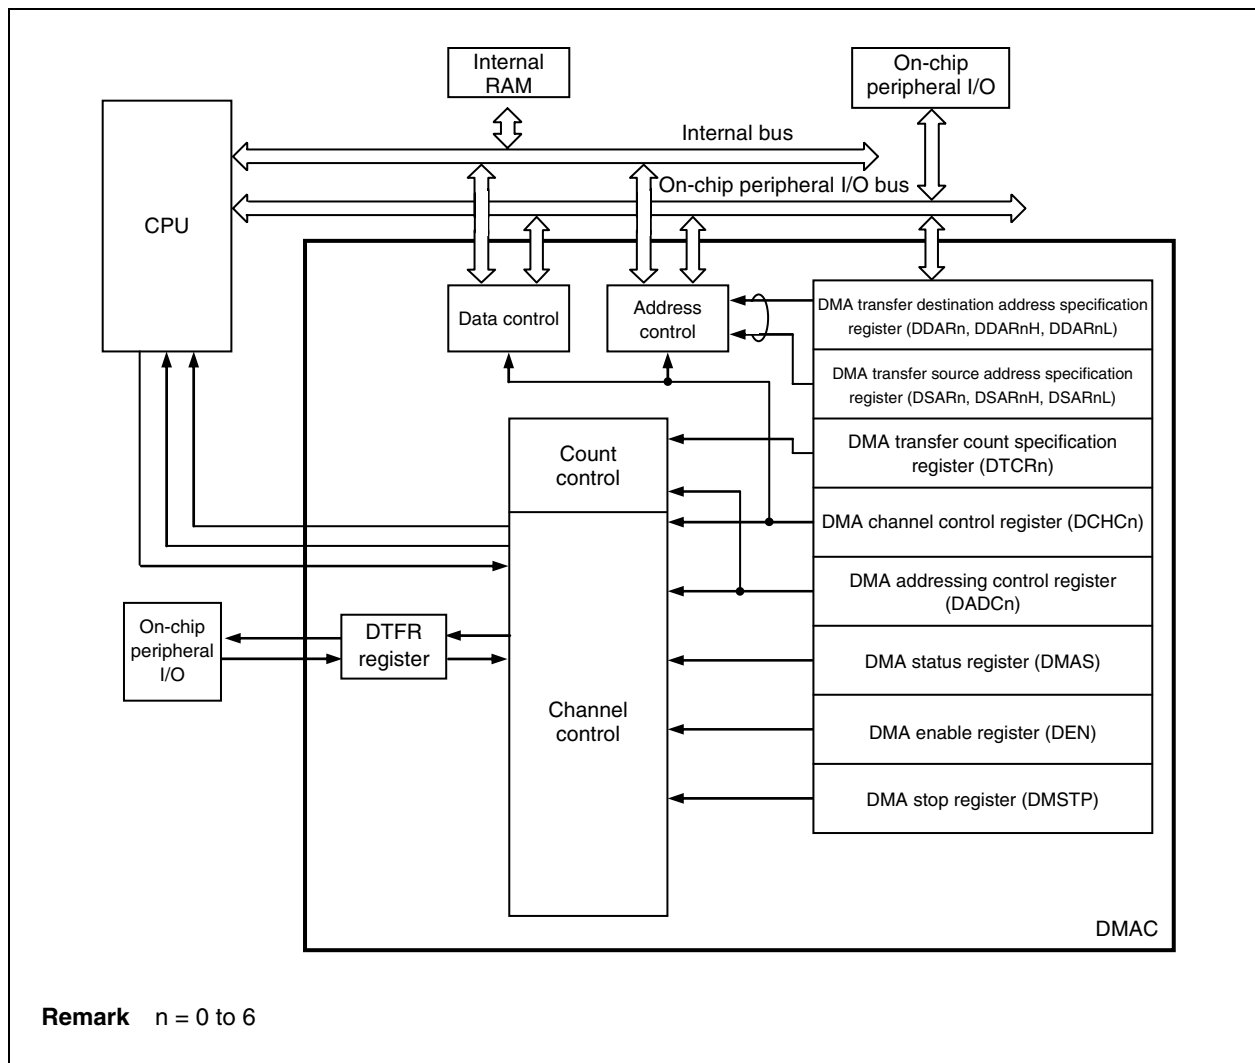 Internal
RAM
On-chip
peripheral I/O
Internal bus
On-chip peripheral I/O bus
CPU
Data control
Address
control
DMA transfer destination address specification
register (DDARn, DDARnH, DDARnL)
DMA transfer source address specification
register (DSARn, DSARnH, DSARnL)
Count
control
DMA transfer count specification
register (DTCRn)
DMA channel control register (DCHCn)
DMA addressing control register
(DADCn)
On-chip
peripheral
I/O
DTFR
register
DMA status register (DMAS)
Channel
control
DMA enable register (DEN)
DMA stop register (DMSTP)
DMAC
Remark n = 0 to 6